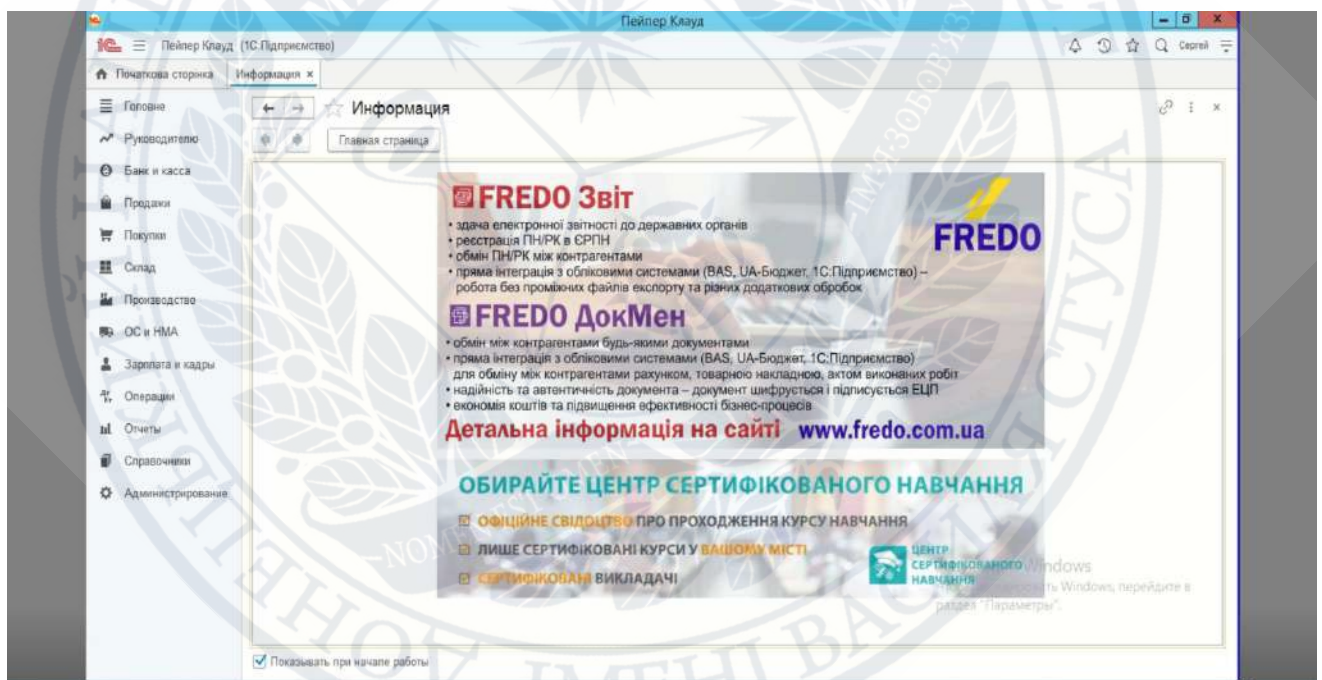 Пейпер Клауд
1С Пейпер Клауд (1С:Підприємство)
Сергей
Початкова сторінка Информация ×
Головне
Руководителю
Банк и касса
Продажи
Покупки
Склад
Производство
ОС и НМА
Зарплата и кадры
Операции
Отчеты
Справочники
Администрирование
Информация
Главная страница
FREDO Звіт
• здача електронної звітності до державних органів
• реєстрація ПН/РК в ЄРПН
• обмін ПН/РК між контрагентами
• пряма інтеграція з обліковими системами (BAS, UA-Бюджет, 1С:Підприємство) –
робота без проміжних файлів експорту та різних додаткових обробок
FREDO
FREDO ДокМен
• обмін між контрагентами будь-якими документами
• пряма інтеграція з обліковими системами (BAS, UA-Бюджет, 1С:Підприємство)
для обміну між контрагентами рахунком, товарною накладною, актом виконаних робіт
• надійність та автентичність документа – документ шифрується і підписується ЕЦП
• економія коштів та підвищення ефективності бізнес-процесів
Детальна інформація на сайті www.fredo.com.ua
ОБИРАЙТЕ ЦЕНТР СЕРТИФІКОВАНОГО НАВЧАННЯ
ОФІЦІЙНЕ СВІДОЦТВО ПРО ПРОХОДЖЕННЯ КУРСУ НАВЧАННЯ
ЛИШЕ СЕРТИФІКОВАНІ КУРСИ У ВАШОМУ МІСТІ
СЕРТИФІКОВАНІ ВИКЛАДАЧІ
ЦЕНТР
СЕРТИФІКОВАНОГО
НАВЧАННЯ
Windows
Windows, перейдите в
раздел "Параметры".
Показывать при начале работы